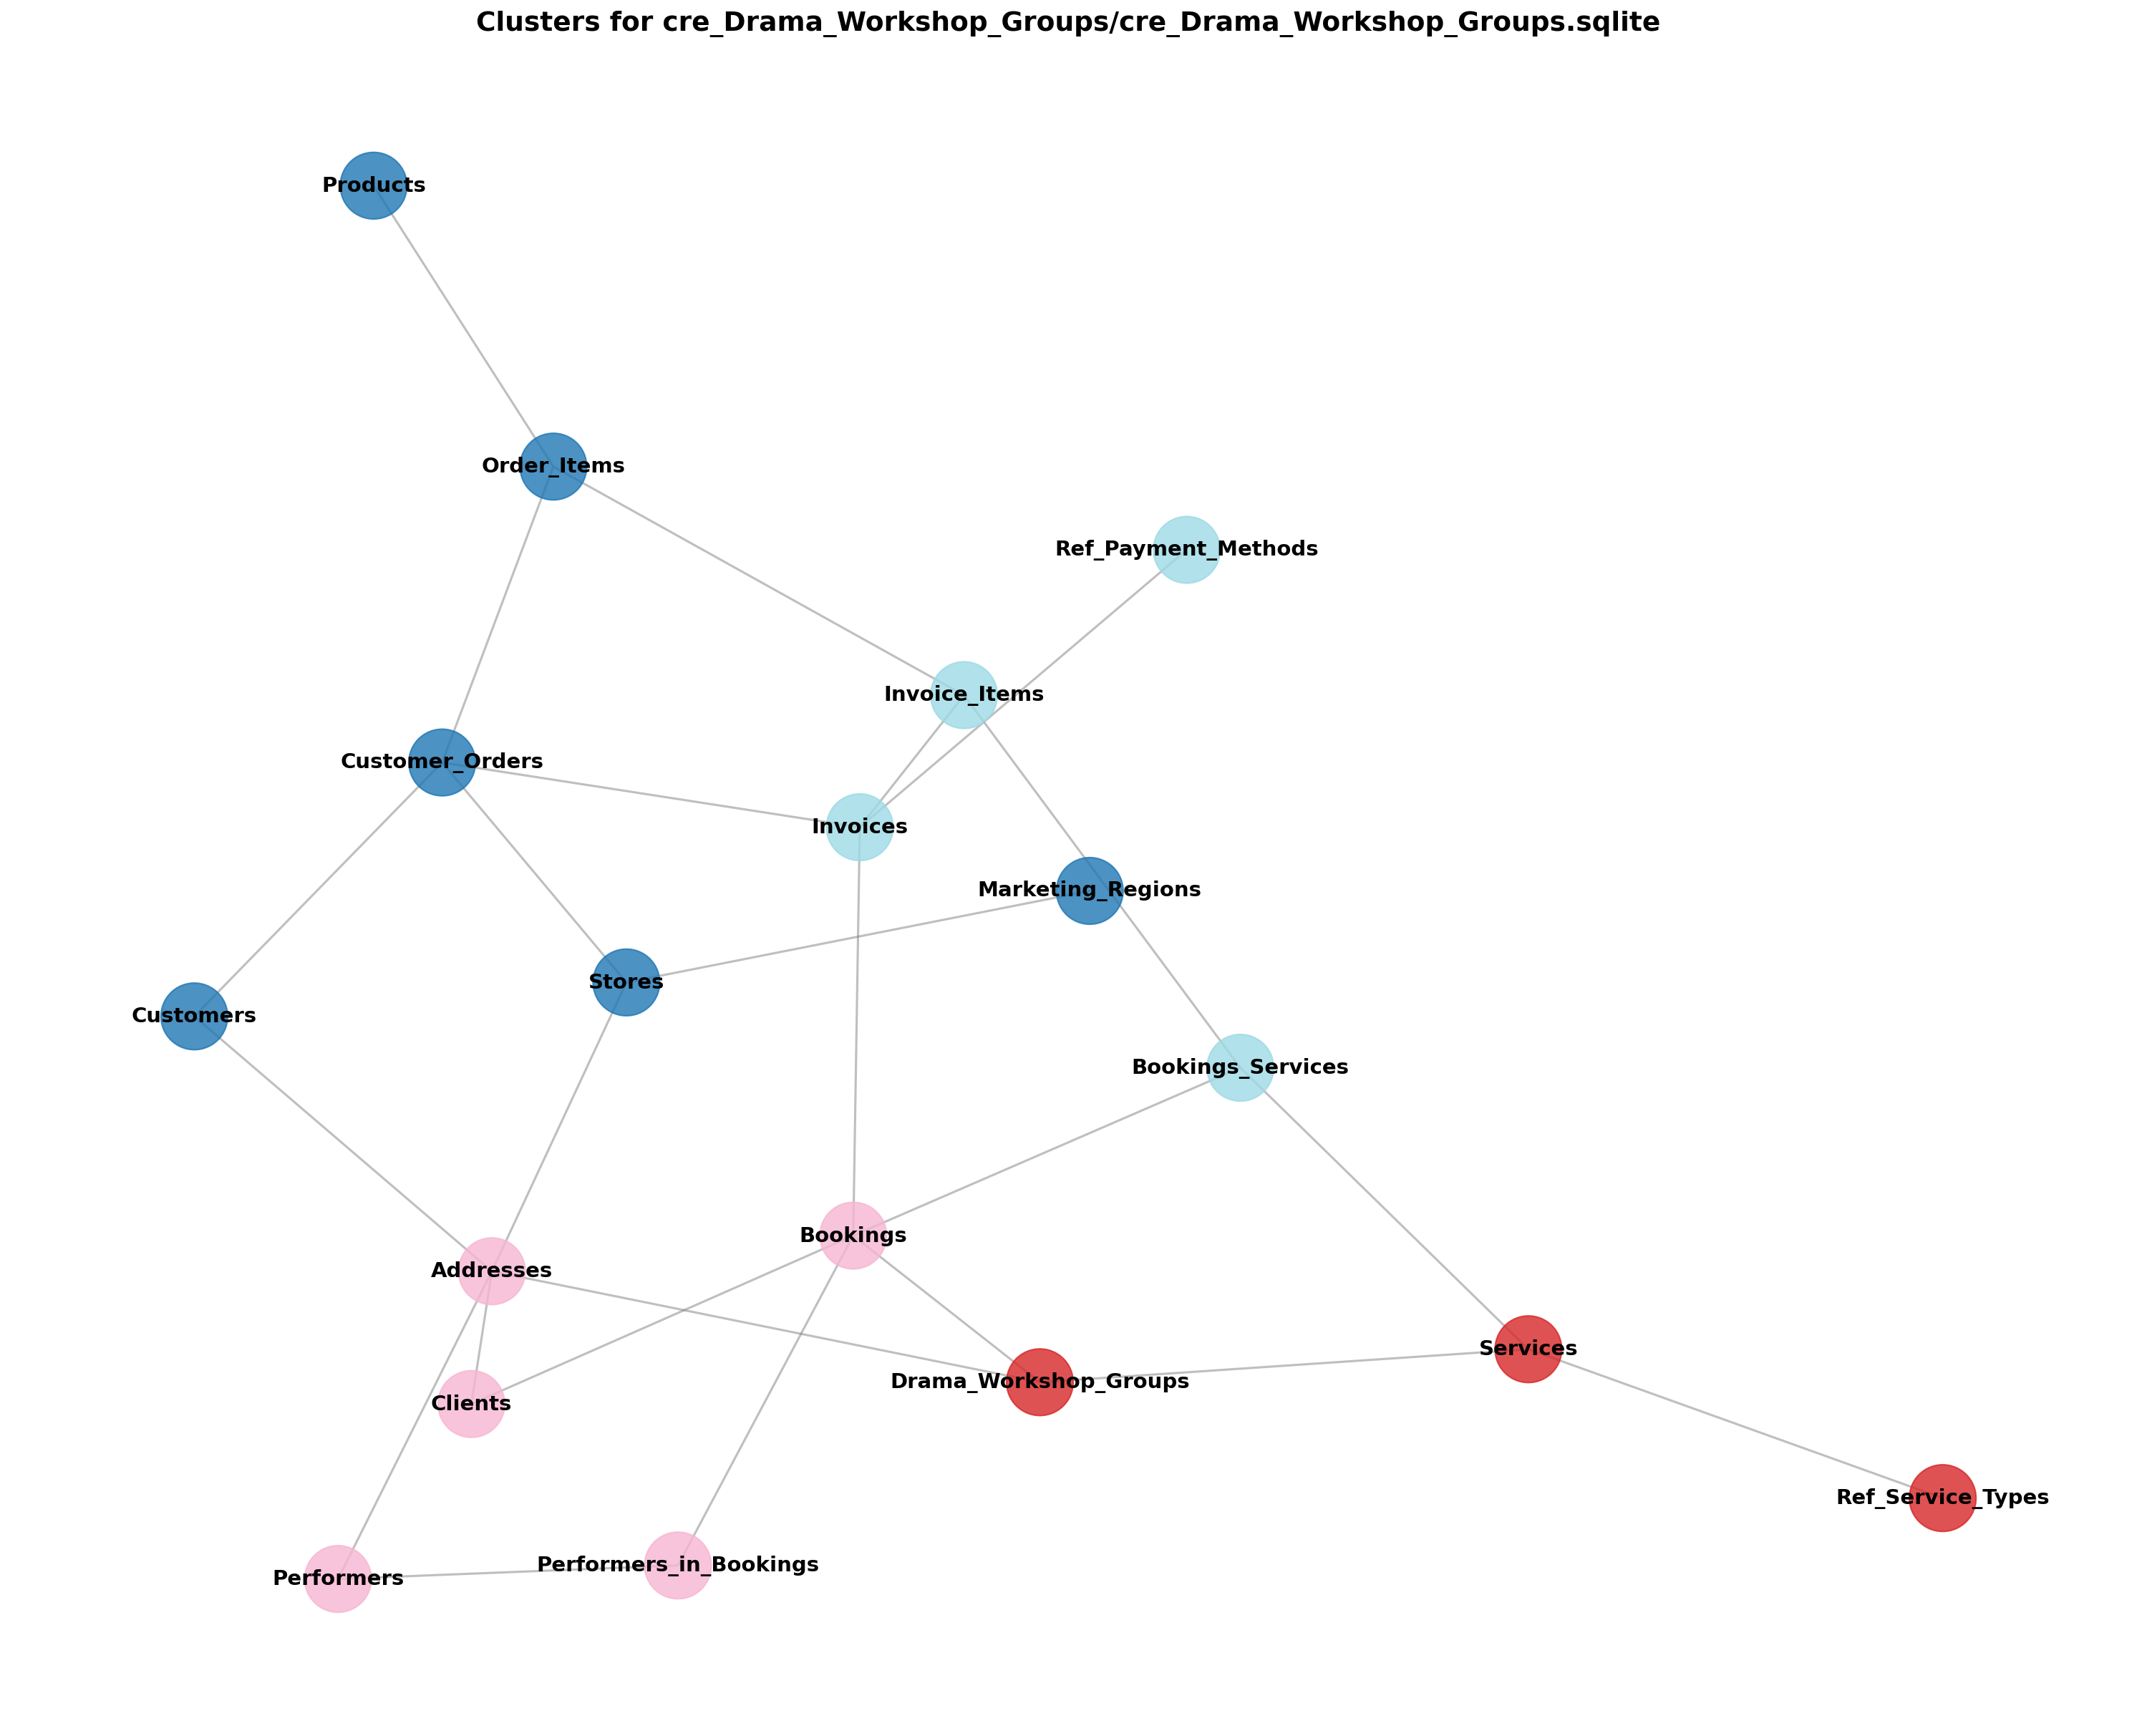 Clusters for cre_Drama_Workshop_Groups/cre_Drama_Workshop_Groups.sqlite
Products
Order_Items
Ref_Payment_Methods
Invoice_Items
Customer_Orders
Invoices
Marketing_Regions
Stores
Customers
Bookings_Services
Bookings
Addresses
Services
Drama_Workshop_Groups
Clients
Ref_Service_Types
Performers_in_Bookings
Performers